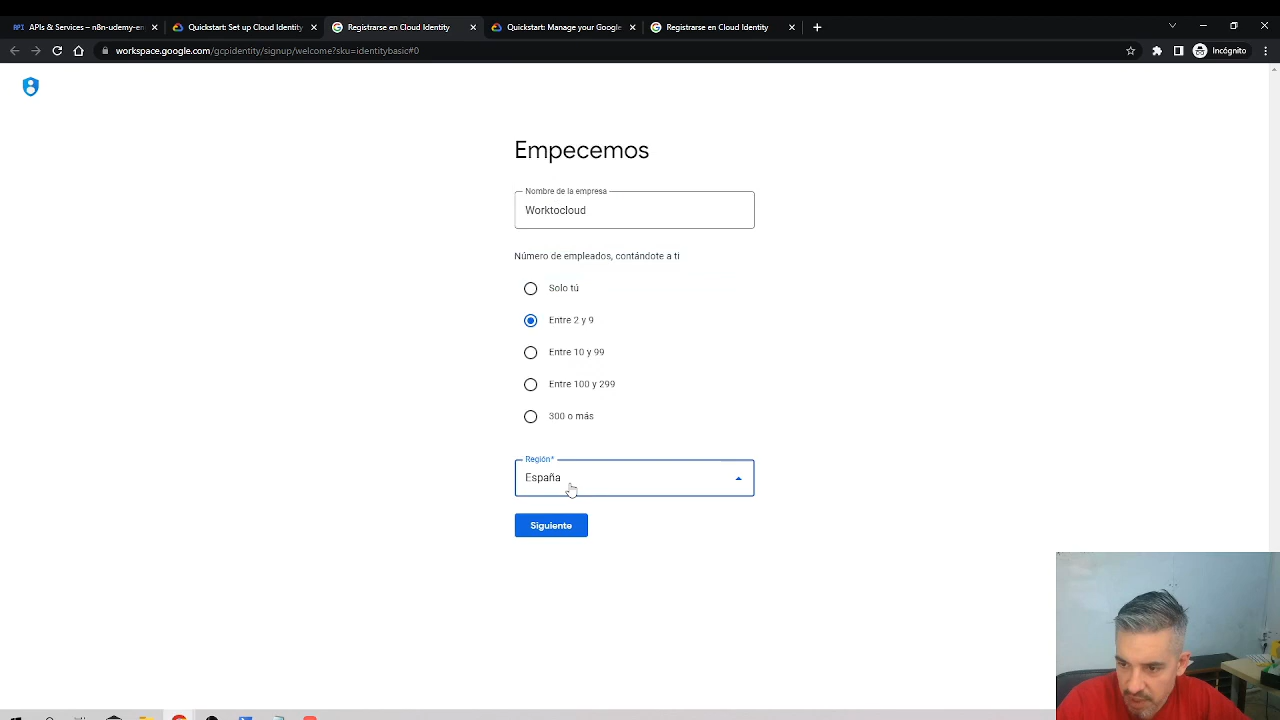 API APIs & Services – n8n-udemy-en
Quickstart: Set up Cloud Identity
Registrarse en Cloud Identity
Quickstart: Manage your Google
Registrarse en Cloud Identity
workspace.google.com/gcpidentity/signup/welcome?sku=identitybasic#0
Incógnito
Empecemos
Nombre de la empresa
Worktocloud
Número de empleados, contándote a ti
Solo tú
Entre 2 y 9
Entre 10 y 99
Entre 100 y 299
300 o más
Región*
España
Siguiente